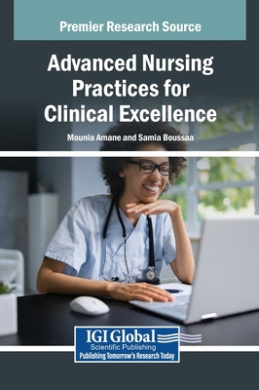 Premier Research Source
Advanced Nursing
Practices for
Clinical Excellence
Mounia Amane and Samia Boussaa
IGI Global
Scientific Publishing
Publishing Tomorrow's Research Today